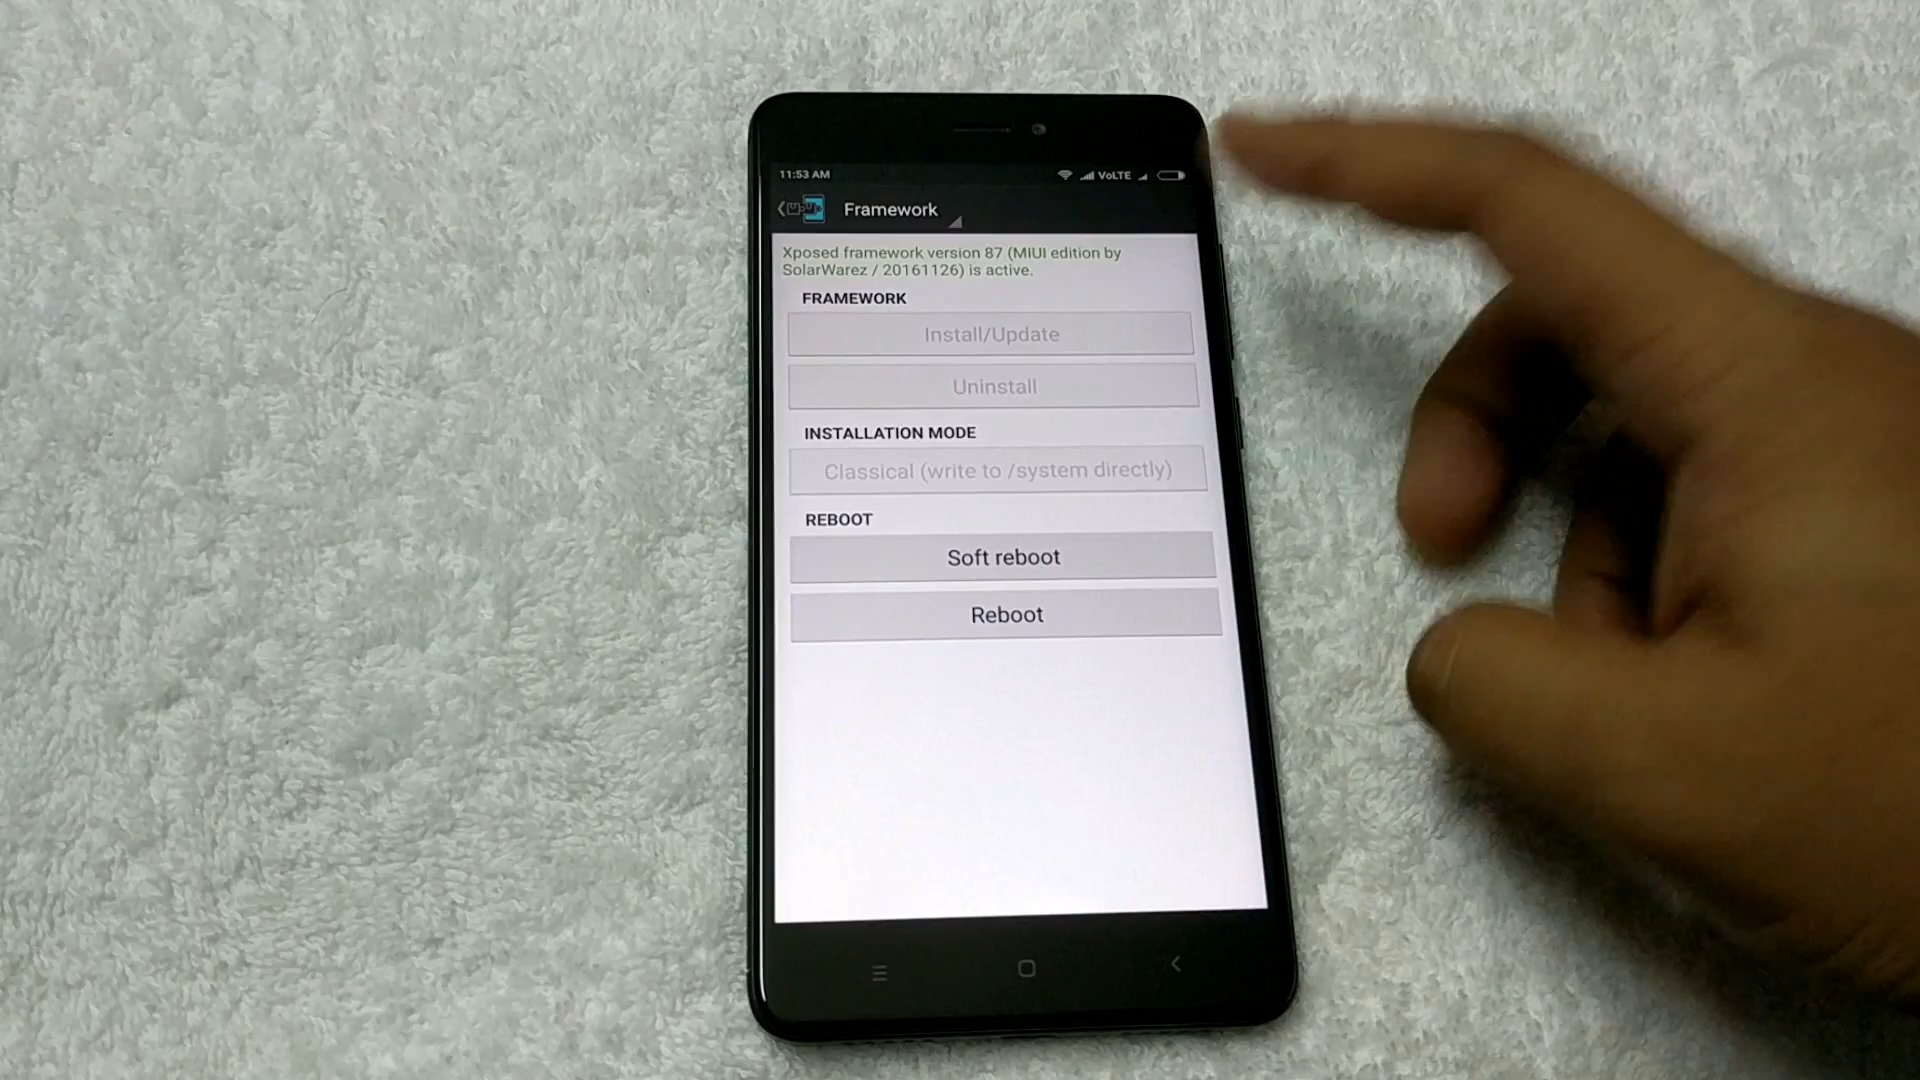 11:53 AM VoLTE
Framework
Xposed framework version 87 (MIUI edition by
SolarWarez / 20161126) is active.
FRAMEWORK
Install/Update
Uninstall
INSTALLATION MODE
Classical (write to /system directly)
REBOOT
Soft reboot
Reboot